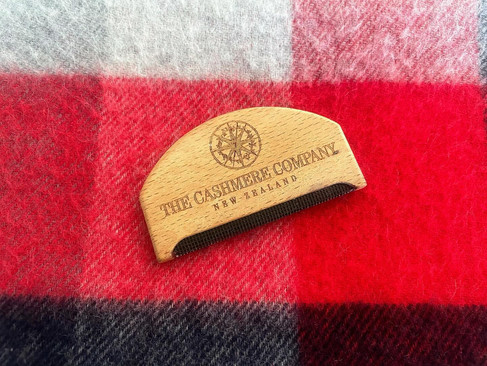 THE CASHMERE COMPANY
NEW ZEALAND